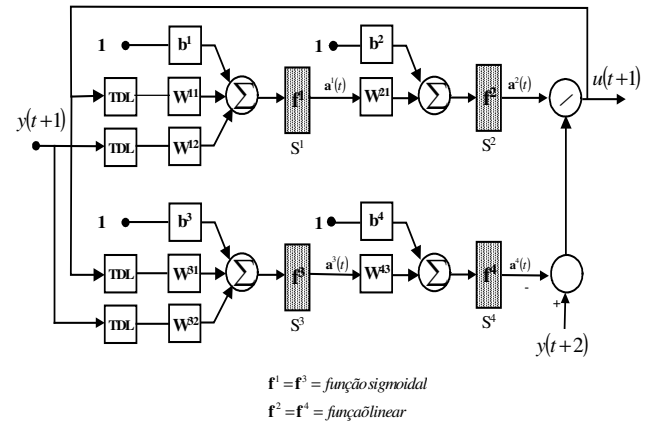 1 b¹ 1 b²
u(t+1)
TDL W¹¹ Σ f¹ a¹(t) W²¹ Σ f² a²(t) /
y(t+1)
TDL W¹² S¹ S²
1 b³ 1 b⁴
TDL W³¹ Σ f³ a³(t) W⁴³ Σ f⁴ a⁴(t) -
+
TDL W³² S³ S⁴
y(t+2)
f¹ = f³ = função sigmoidal
f² = f⁴ = funçaõlinear